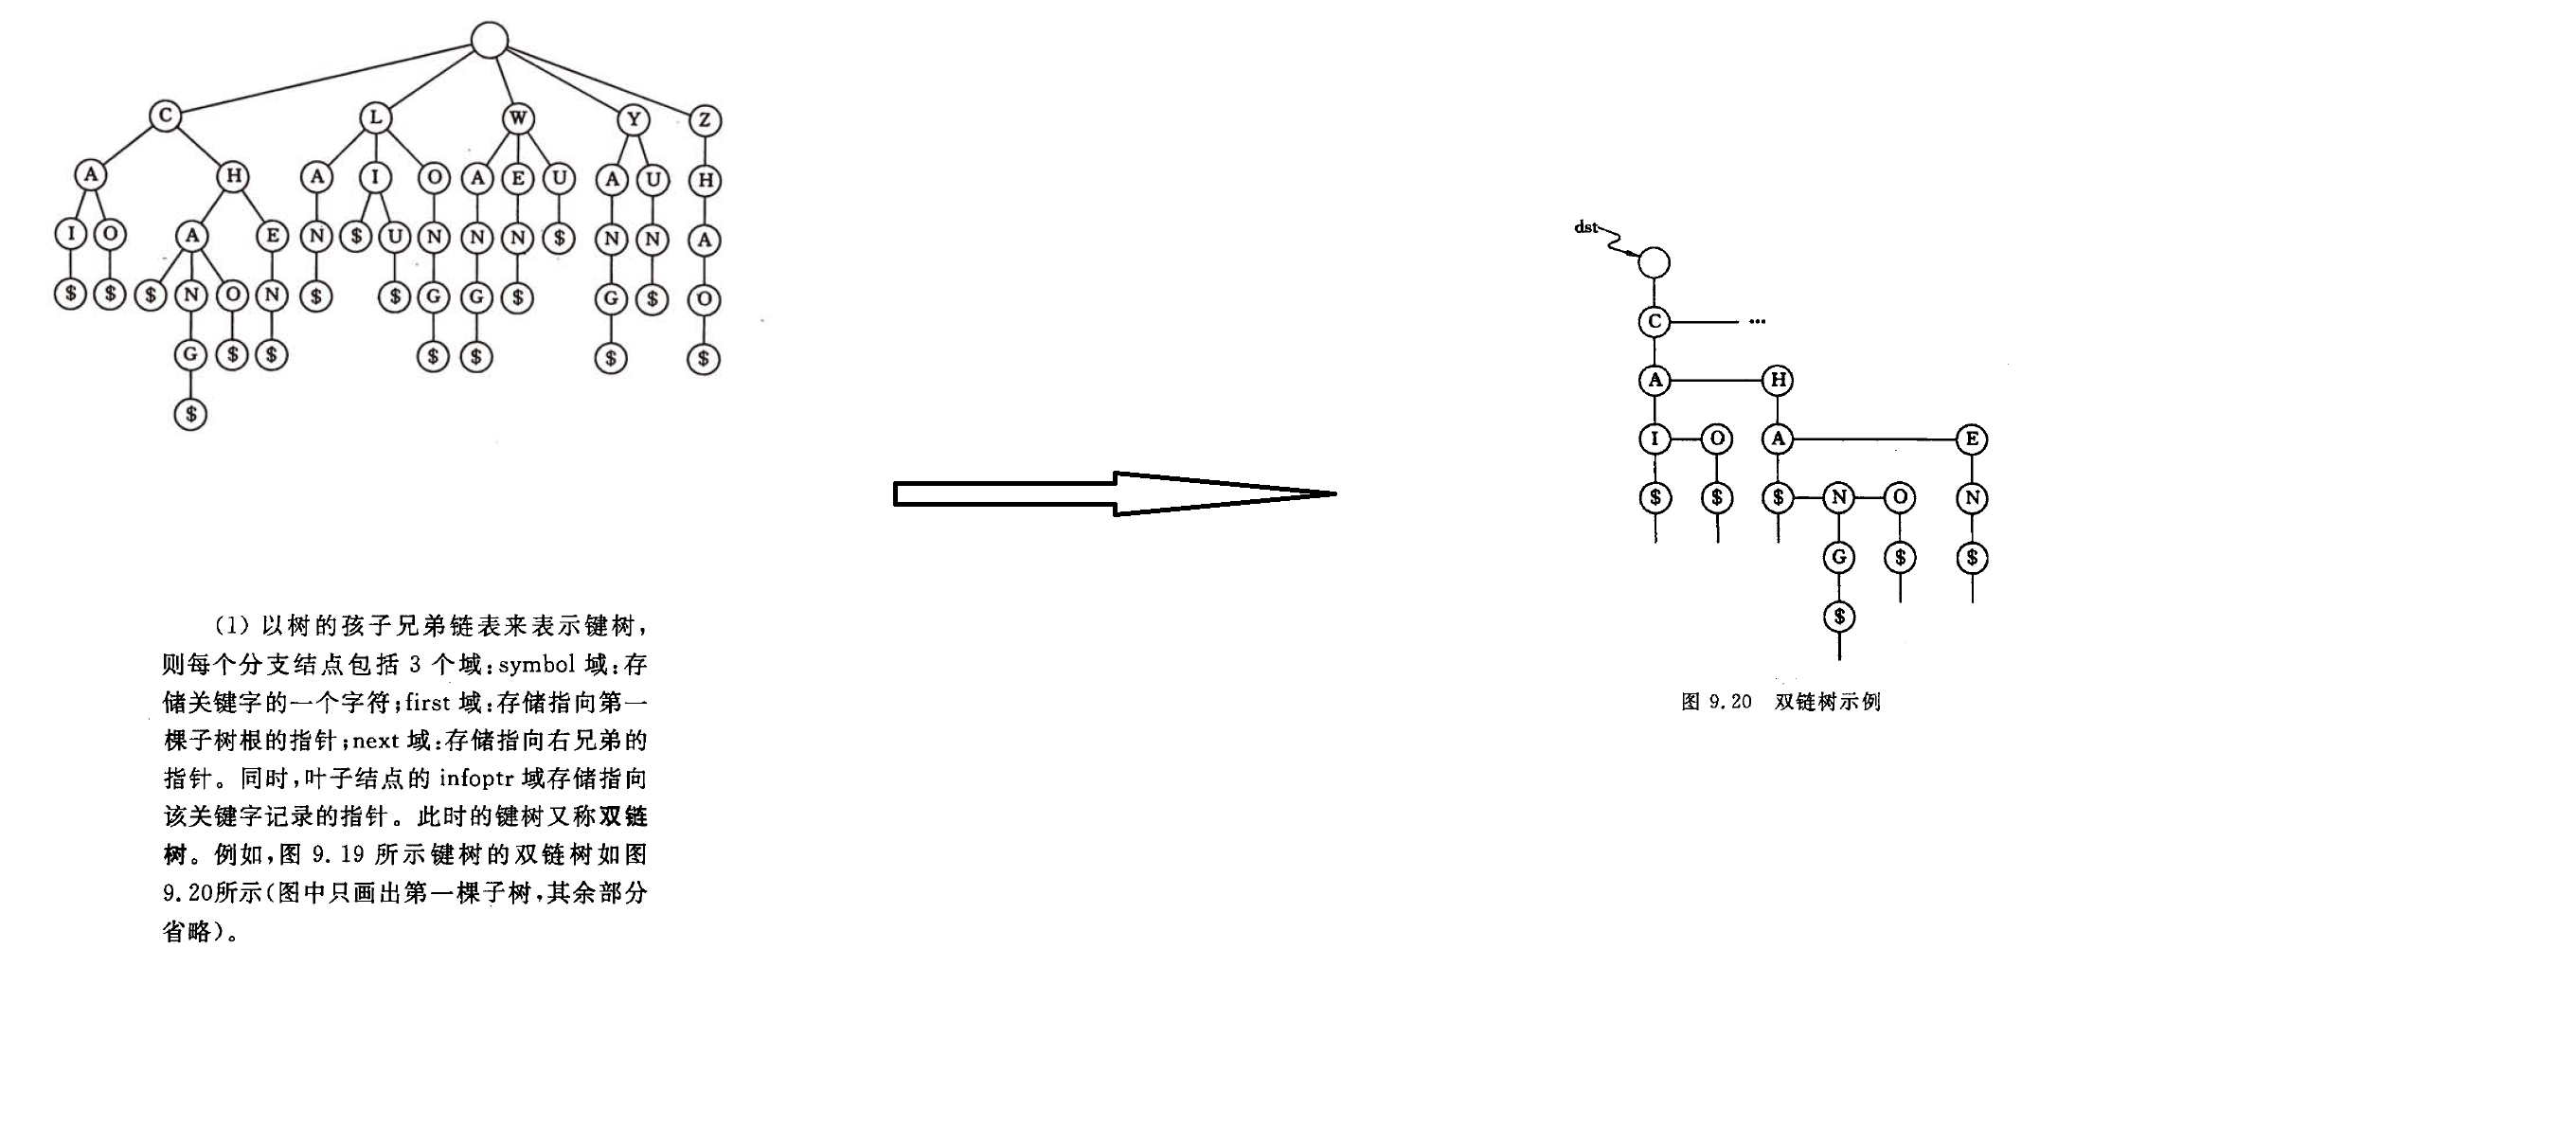 C L W Y Z
A H A I O A E U A U H
I O A E N $ U N N N $ N N A
$ $ $ N O N $ $ G G $ G $ O
G $ $ $ $ $ $
$
dst
C ...
A H
I O A E
$ $ $ N O N
G $ $
$
(1) 以树的孩子兄弟链表来表示键树,
则每个分支结点包括 3 个域:symbol 域:存
储关键字的一个字符;first 域:存储指向第一
棵子树根的指针;next 域:存储指向右兄弟的
指针。同时,叶子结点的 infoptr 域存储指向
该关键字记录的指针。此时的键树又称双链
树。例如,图 9.19 所示键树的双链树如图
9.20所示(图中只画出第一棵子树,其余部分
省略)。
图 9.20 双链树示例